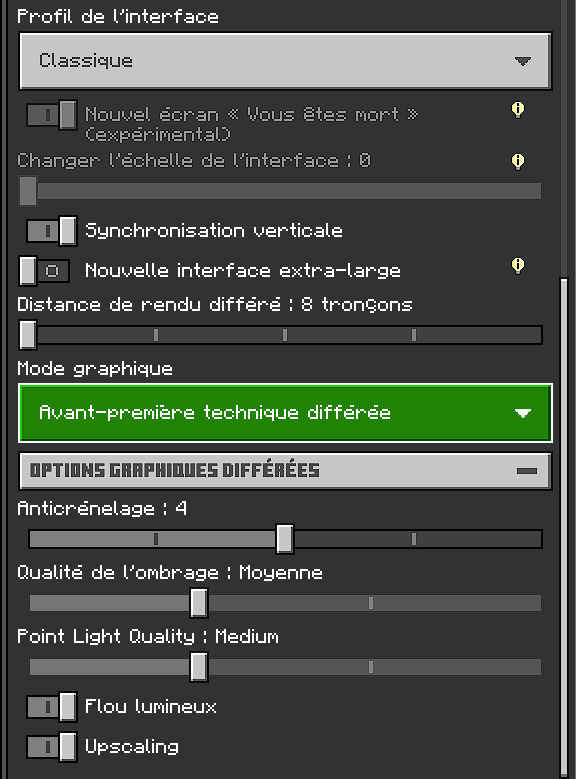 Profil de l'interface
Classique
Nouvel écran « Vous êtes mort »
(expérimental)
Changer l'échelle de l'interface : 0
Synchronisation verticale
Nouvelle interface extra-large
Distance de rendu différé : 8 tronçons
Mode graphique
Avant-première technique différée
OPTIONS GRAPHIQUES DIFFÉRÉES
Anticrénelage : 4
Qualité de l'ombrage : Moyenne
Point Light Quality : Medium
Flou lumineux
Upscaling